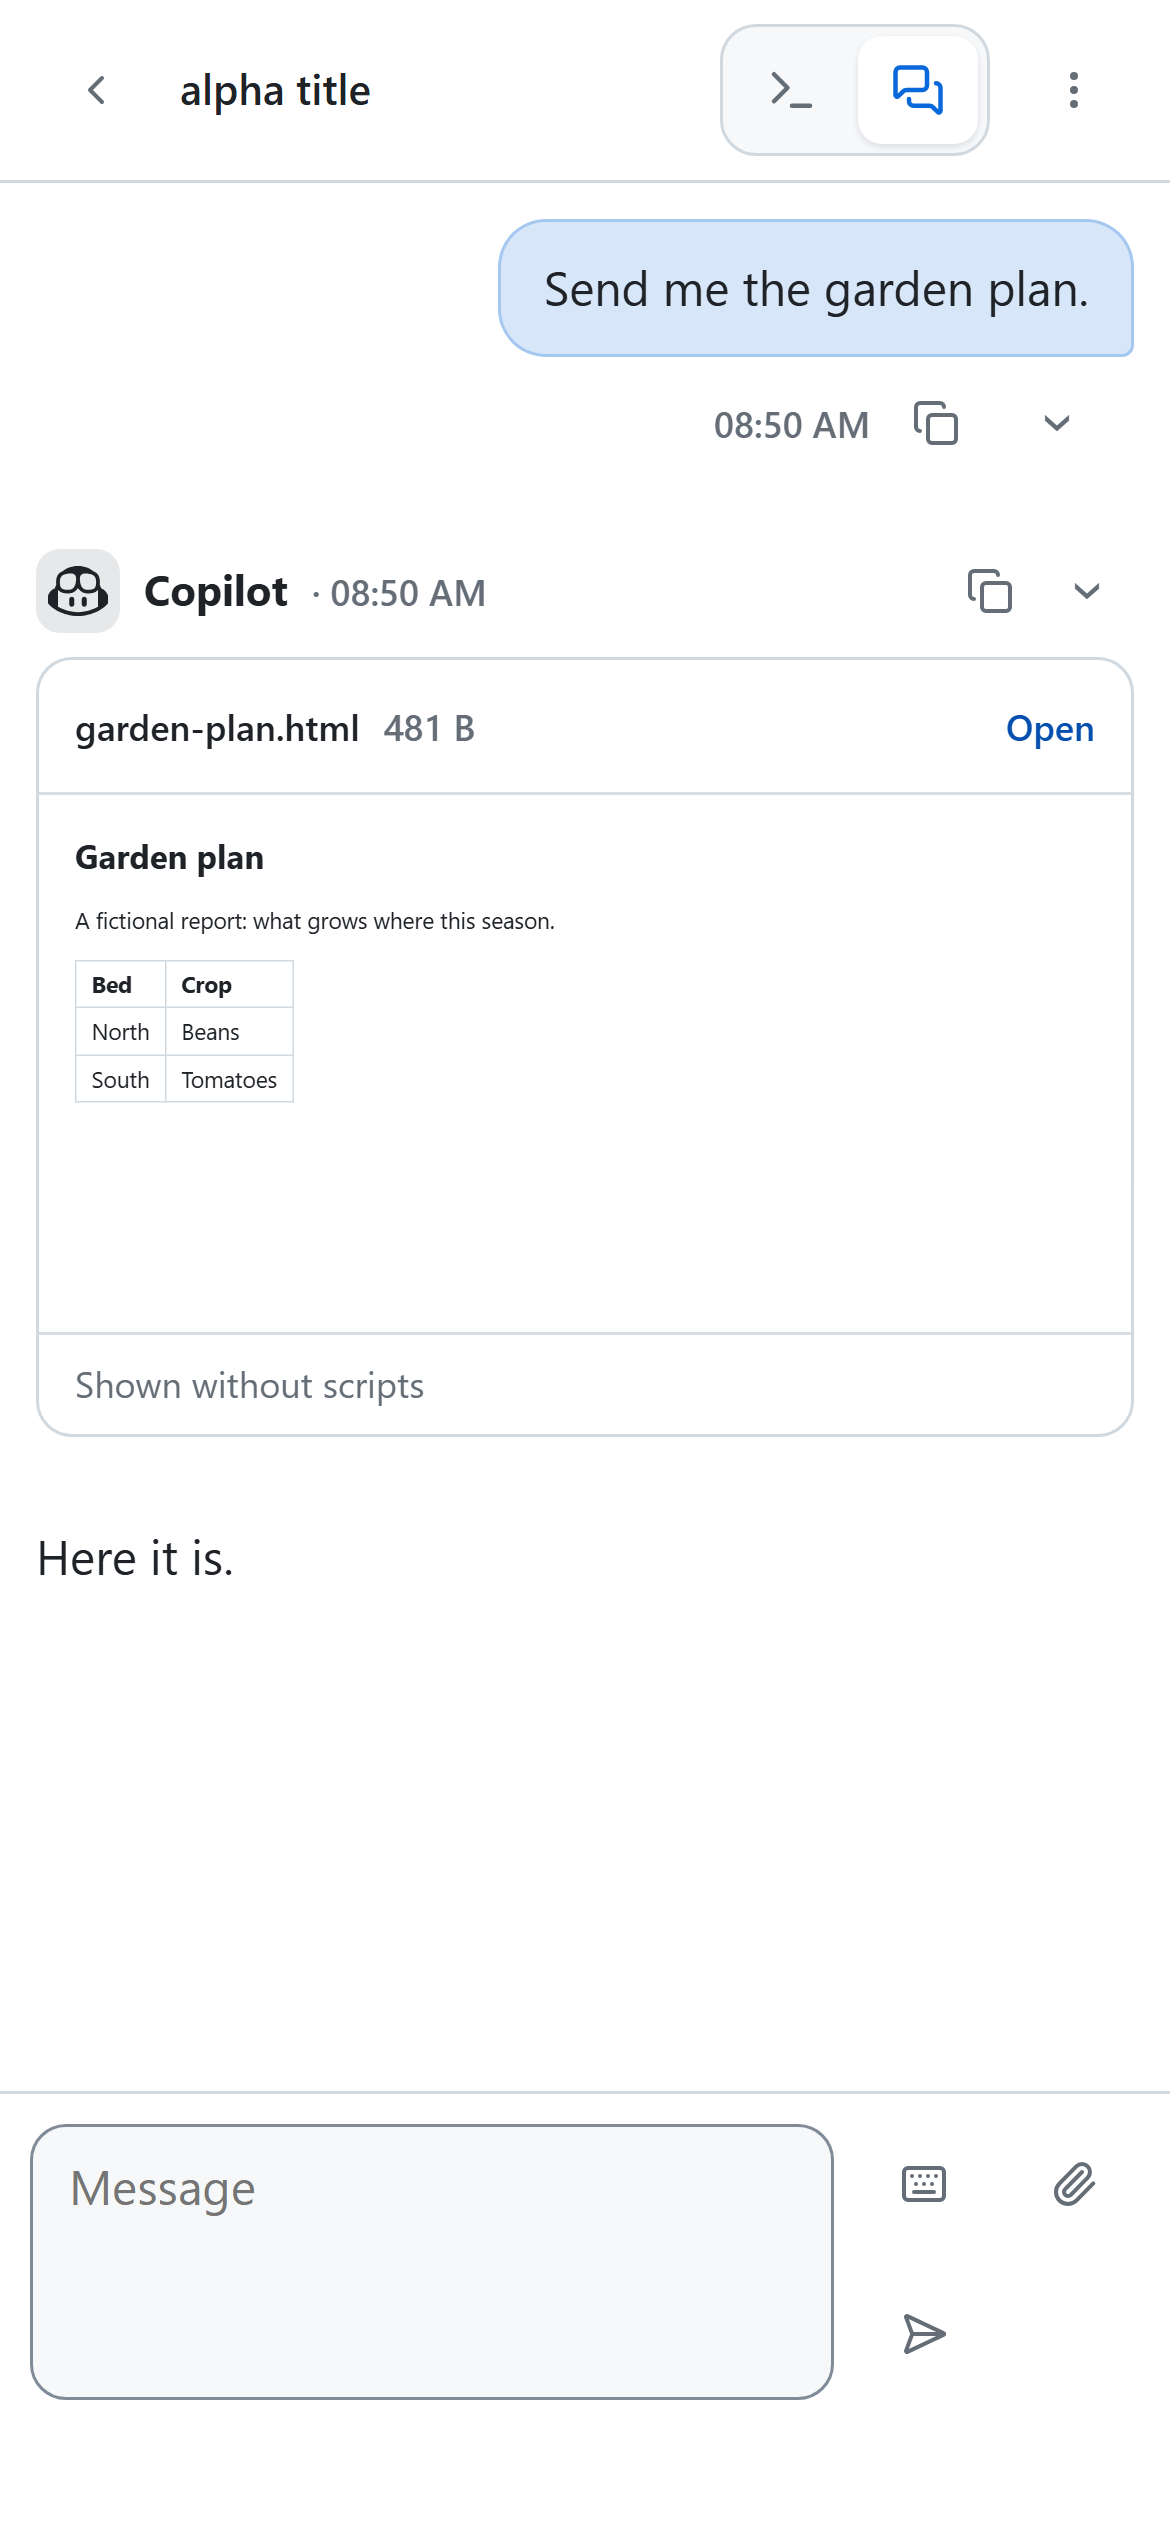 alpha title
Send me the garden plan.
08:50 AM
Copilot · 08:50 AM
garden-plan.html 481 B Open
Garden plan
A fictional report: what grows where this season.
Bed Crop
North Beans
South Tomatoes
Shown without scripts
Here it is.
Message